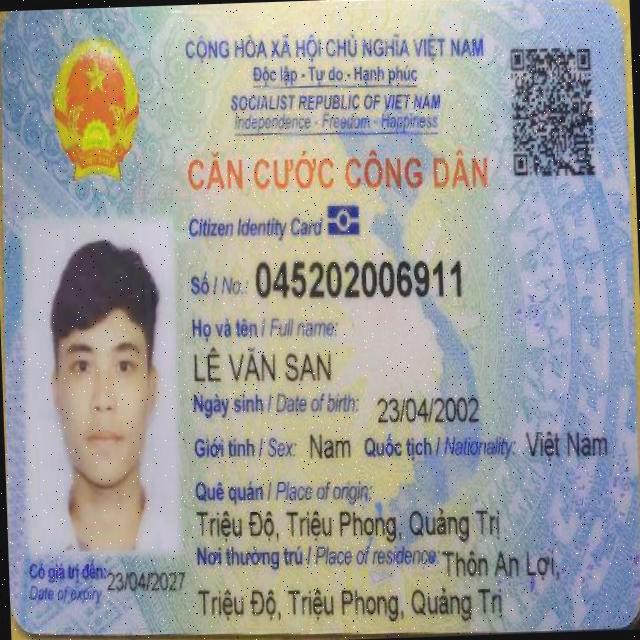 CỘNG HÒA XÃ HỘI CHỦ NGHĨA VIỆT NAM
Độc lập - Tự do - Hạnh phúc
SOCIALIST REPUBLIC OF VIET NAM
Independence - Freedom - Happiness
CĂN CƯỚC CÔNG DÂN
Citizen Identity Card
Số / No.: 045202006911
Họ và tên / Full name:
LÊ VĂN SAN
Ngày sinh / Date of birth: 23/04/2002
Giới tính / Sex: Nam Quốc tịch / Nationality: Việt Nam
Quê quán / Place of origin:
Triệu Độ, Triệu Phong, Quảng Trị
Nơi thường trú / Place of residence: Thôn An Lợi,
Triệu Độ, Triệu Phong, Quảng Trị
Có giá trị đến: 23/04/2027
Date of expiry